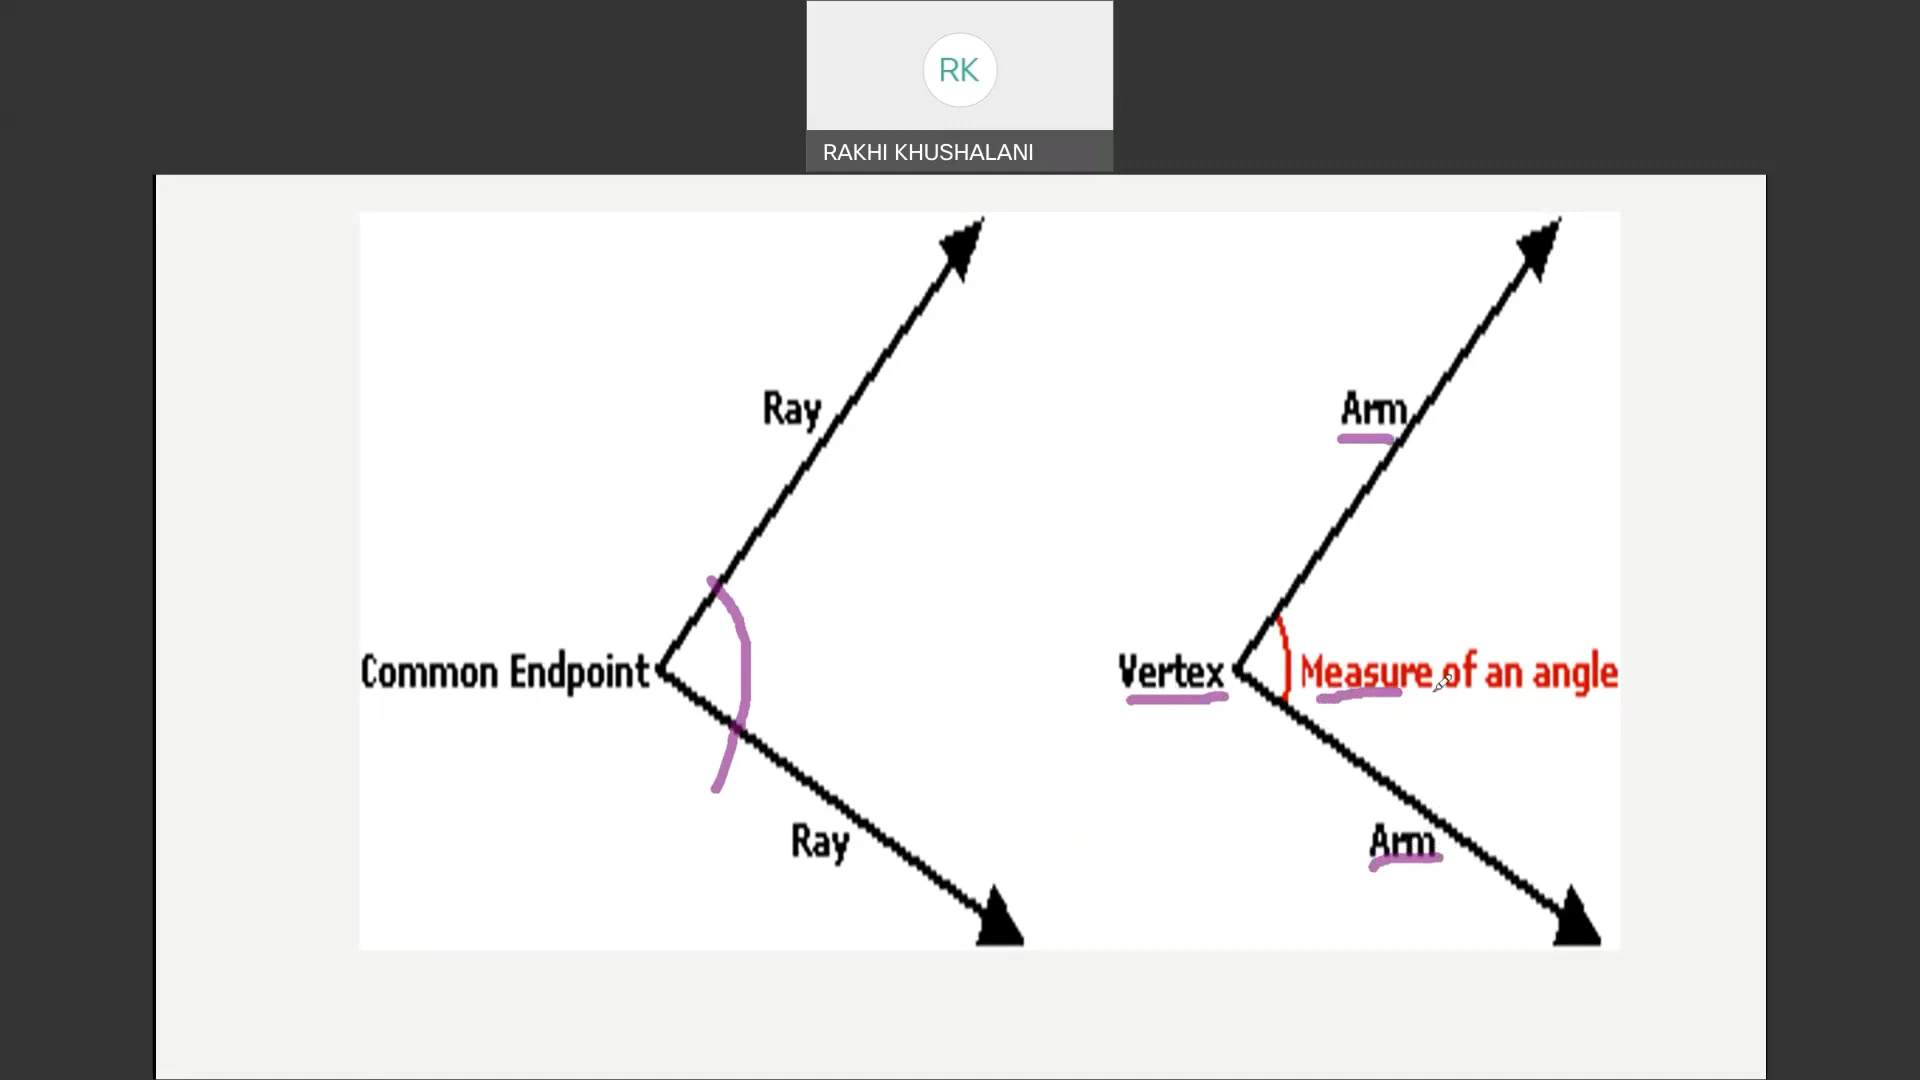 RK
RAKHI KHUSHALANI
Ray
Common Endpoint
Ray
Arm
Vertex
Measure of an angle
Arm